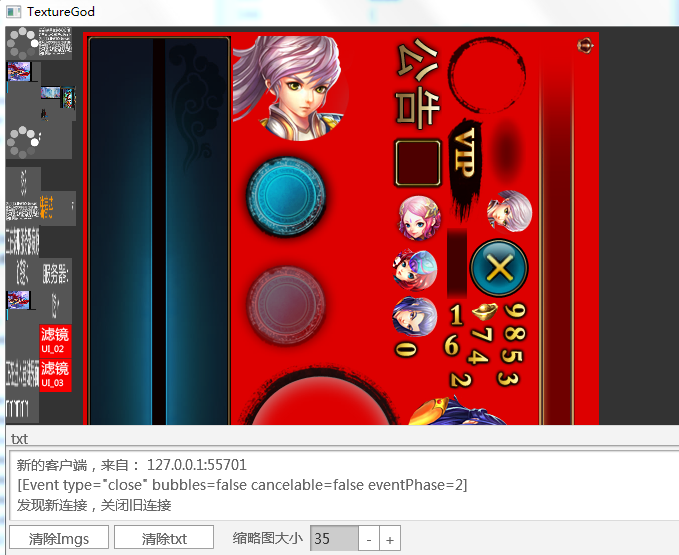 TextureGod
公告
VIP
1 9
6 7 8
4 5
0 2 3
服务器:
滤镜
UI_02
滤镜
UI_03
txt
新的客户端，来自： 127.0.0.1:55701
[Event type="close" bubbles=false cancelable=false eventPhase=2]
发现新连接，关闭旧连接
清除Imgs 清除txt 缩略图大小 35 - +